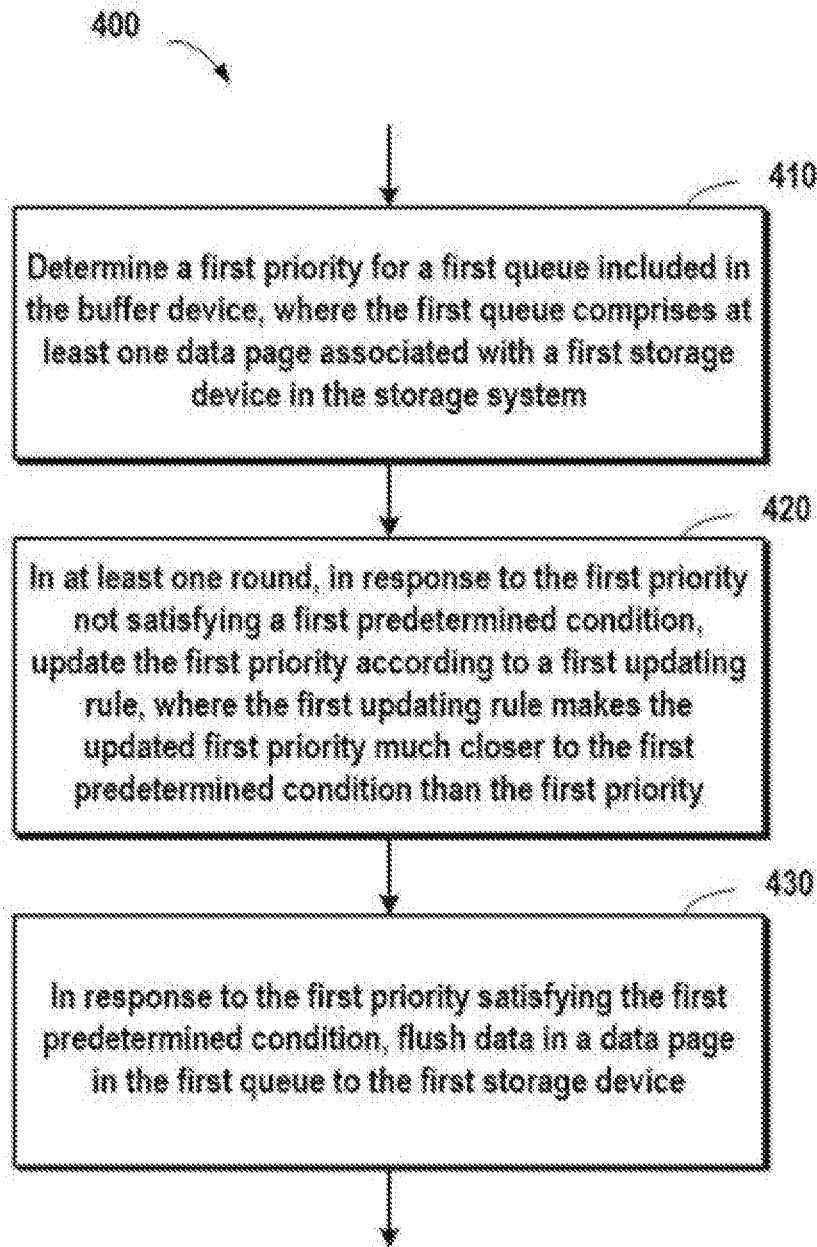 400
410
Determine a first priority for a first queue included in
the buffer device, where the first queue comprises at
least one data page associated with a first storage
device in the storage system
420
In at least one round, in response to the first priority
not satisfying a first predetermined condition,
update the first priority according to a first updating
rule, where the first updating rule makes the
updated first priority much closer to the first
predetermined condition than the first priority
430
In response to the first priority satisfying the first
predetermined condition, flush data in a data page
in the first queue to the first storage device